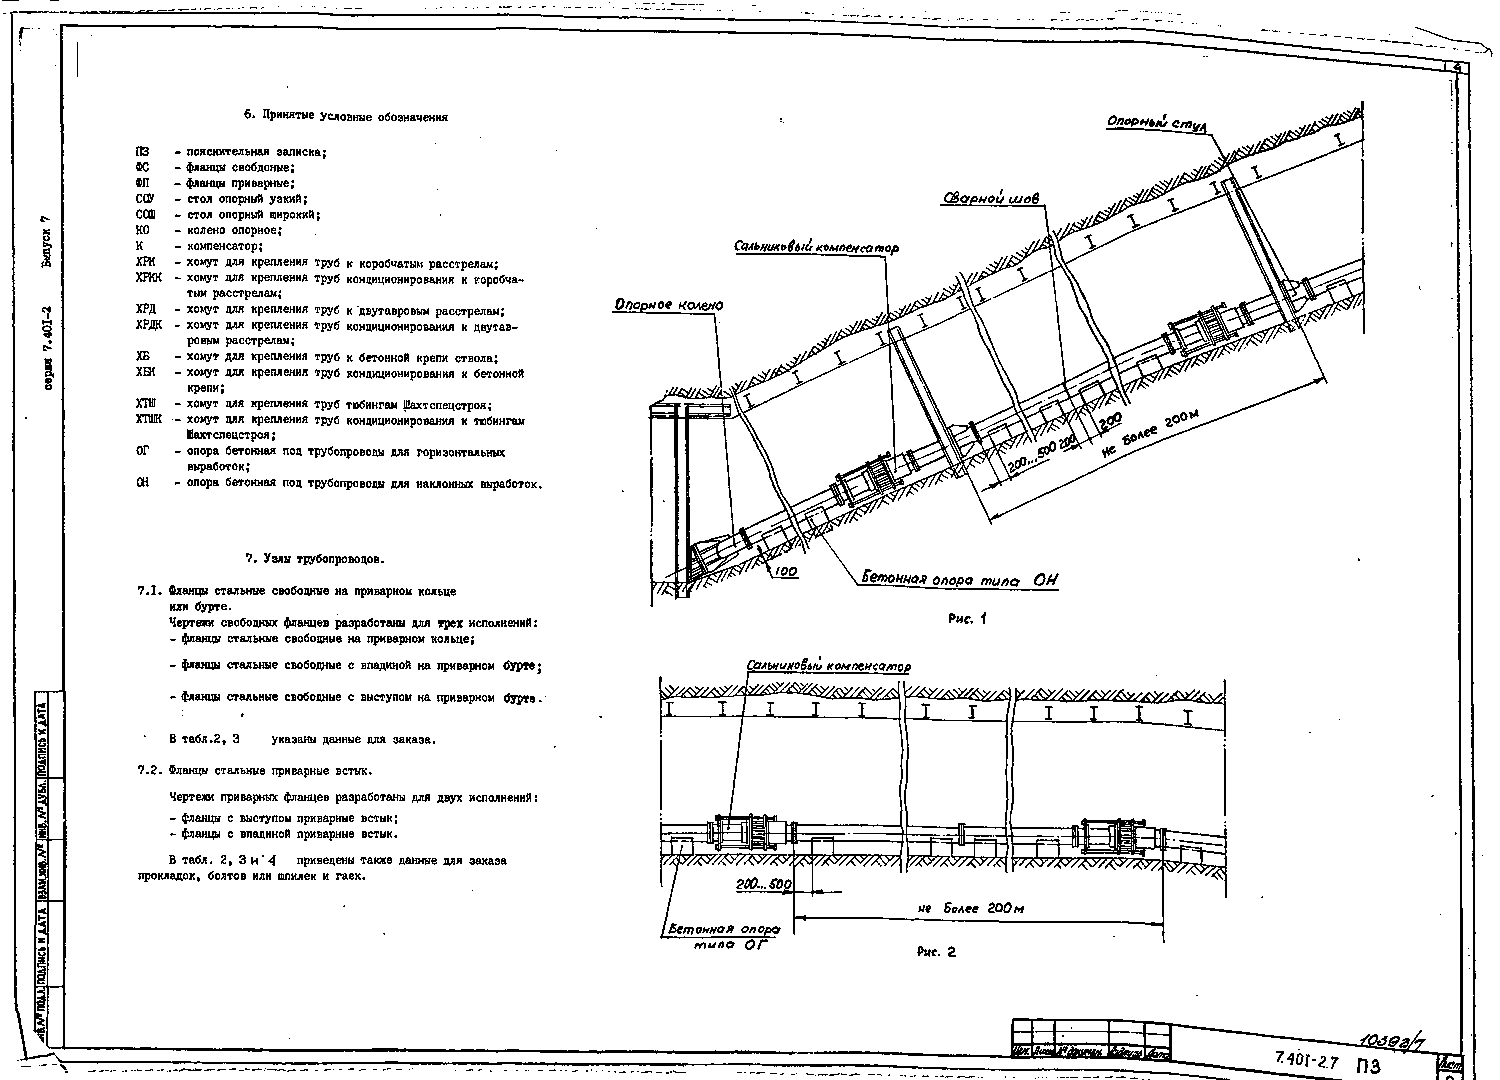 4
серия 7.401-2 Выпуск 7
6. Принятые условные обозначения
ПЗ - пояснительная записка;
ФС - фланцы свободные;
ФП - фланцы приварные;
СОУ - стол опорный узкий;
СОШ - стол опорный широкий;
КО - колено опорное;
К - компенсатор;
ХРК - хомут для крепления труб к коробчатым расстрелам;
ХРКК - хомут для крепления труб кондиционирования к коробча-
тым расстрелам;
ХРД - хомут для крепления труб к двутавровым расстрелам;
ХРДК - хомут для крепления труб кондиционирования к двутав-
ровым расстрелам;
ХБ - хомут для крепления труб к бетонной крепи ствола;
ХБК - хомут для крепления труб кондиционирования к бетонной
крепи;
ХТШ - хомут для крепления труб тюбингам Шахтспецстроя;
ХТШК - хомут для крепления труб кондиционирования к тюбингам
Шахтспецстроя;
ОГ - опора бетонная под трубопроводы для горизонтальных
выработок;
ОН - опора бетонная под трубопроводы для наклонных выработок.
7. Узлы трубопроводов.
7.1. Фланцы стальные свободные на приварном кольце
или бурте.
Чертежи свободных фланцев разработаны для трех исполнений:
- фланцы стальные свободные на приварном кольце;
- фланцы стальные свободные с впадиной на приварном бурте;
- фланцы стальные свободные с выступом на приварном бурте.
В табл.2, 3 указаны данные для заказа.
7.2. Фланцы стальные приварные встык.
Чертежи приварных фланцев разработаны для двух исполнений:
- фланцы с выступом приварные встык;
- фланцы с впадиной приварные встык.
В табл. 2, 3 и 4 приведены также данные для заказа
прокладок, болтов или шпилек и гаек.
Опорный стул
Сварной шов
Сальниковый компенсатор
Опорное колено
200...500
200
200
не более 200м
100
Бетонная опора типа ОН
Рис. 1
Сальниковый компенсатор
200...500
не более 200м
Бетонная опора
типа ОГ
Рис. 2
ИНВ.№ ПОДЛ. ПОДПИСЬ И ДАТА ВЗАМ.ИНВ.№ ИНВ.№ ДУБЛ. ПОДПИСЬ И ДАТА
Изм. Лист № докум. Подпись Дата
10392/7
7.401-2.7 ПЗ
Лист